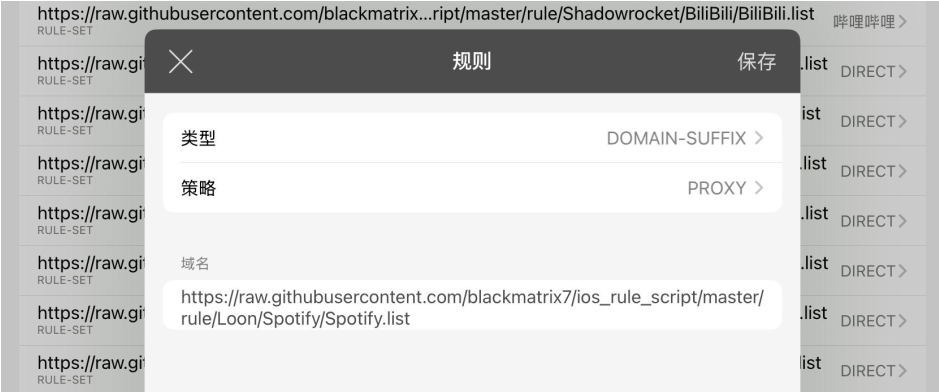 https://raw.githubusercontent.com/blackmatrix...ript/master/rule/Shadowrocket/BiliBili/BiliBili.list
哔哩哔哩
RULE-SET
规则
保存
https://raw.gi
.list
DIRECT
RULE-SET
类型
DOMAIN-SUFFIX
https://raw.gi
ist
DIRECT
RULE-SET
策略
PROXY
https://raw.gi
.list
DIRECT
RULE-SET
https://raw.gi
.list
DIRECT
RULE-SET
域名
https://raw.gi
.list
DIRECT
RULE-SET
https://raw.githubusercontent.com/blackmatrix7/ios_rule_script/master/
rule/Loon/Spotify/Spotify.list
https://raw.gi
.list
DIRECT
RULE-SET
https://raw.gi
list
DIRECT
RULE-SET